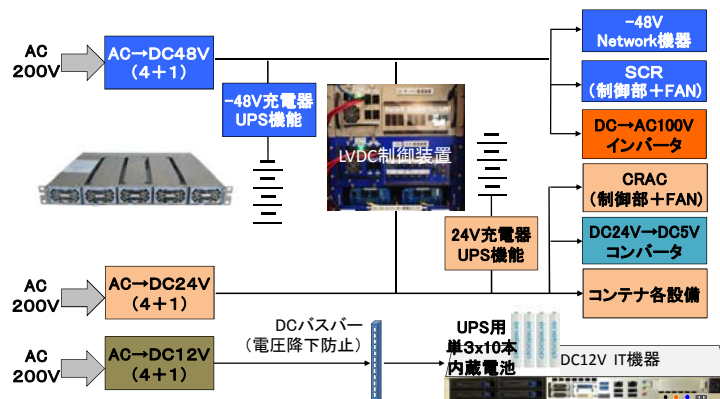 AC
200V
AC→DC48V
(4+1)
-48V充電器
UPS機能
LVDC制御装置
-48V
Network機器
SCR
(制御部+FAN)
DC→AC100V
インバータ
CRAC
(制御部+FAN)
24V充電器
UPS機能
DC24V→DC5V
コンバータ
AC
200V
AC→DC24V
(4+1)
コンテナ各設備
AC
200V
AC→DC12V
(4+1)
DCバスバー
(電圧降下防止)
UPS用
単3x10本
内蔵電池
DC12V IT機器